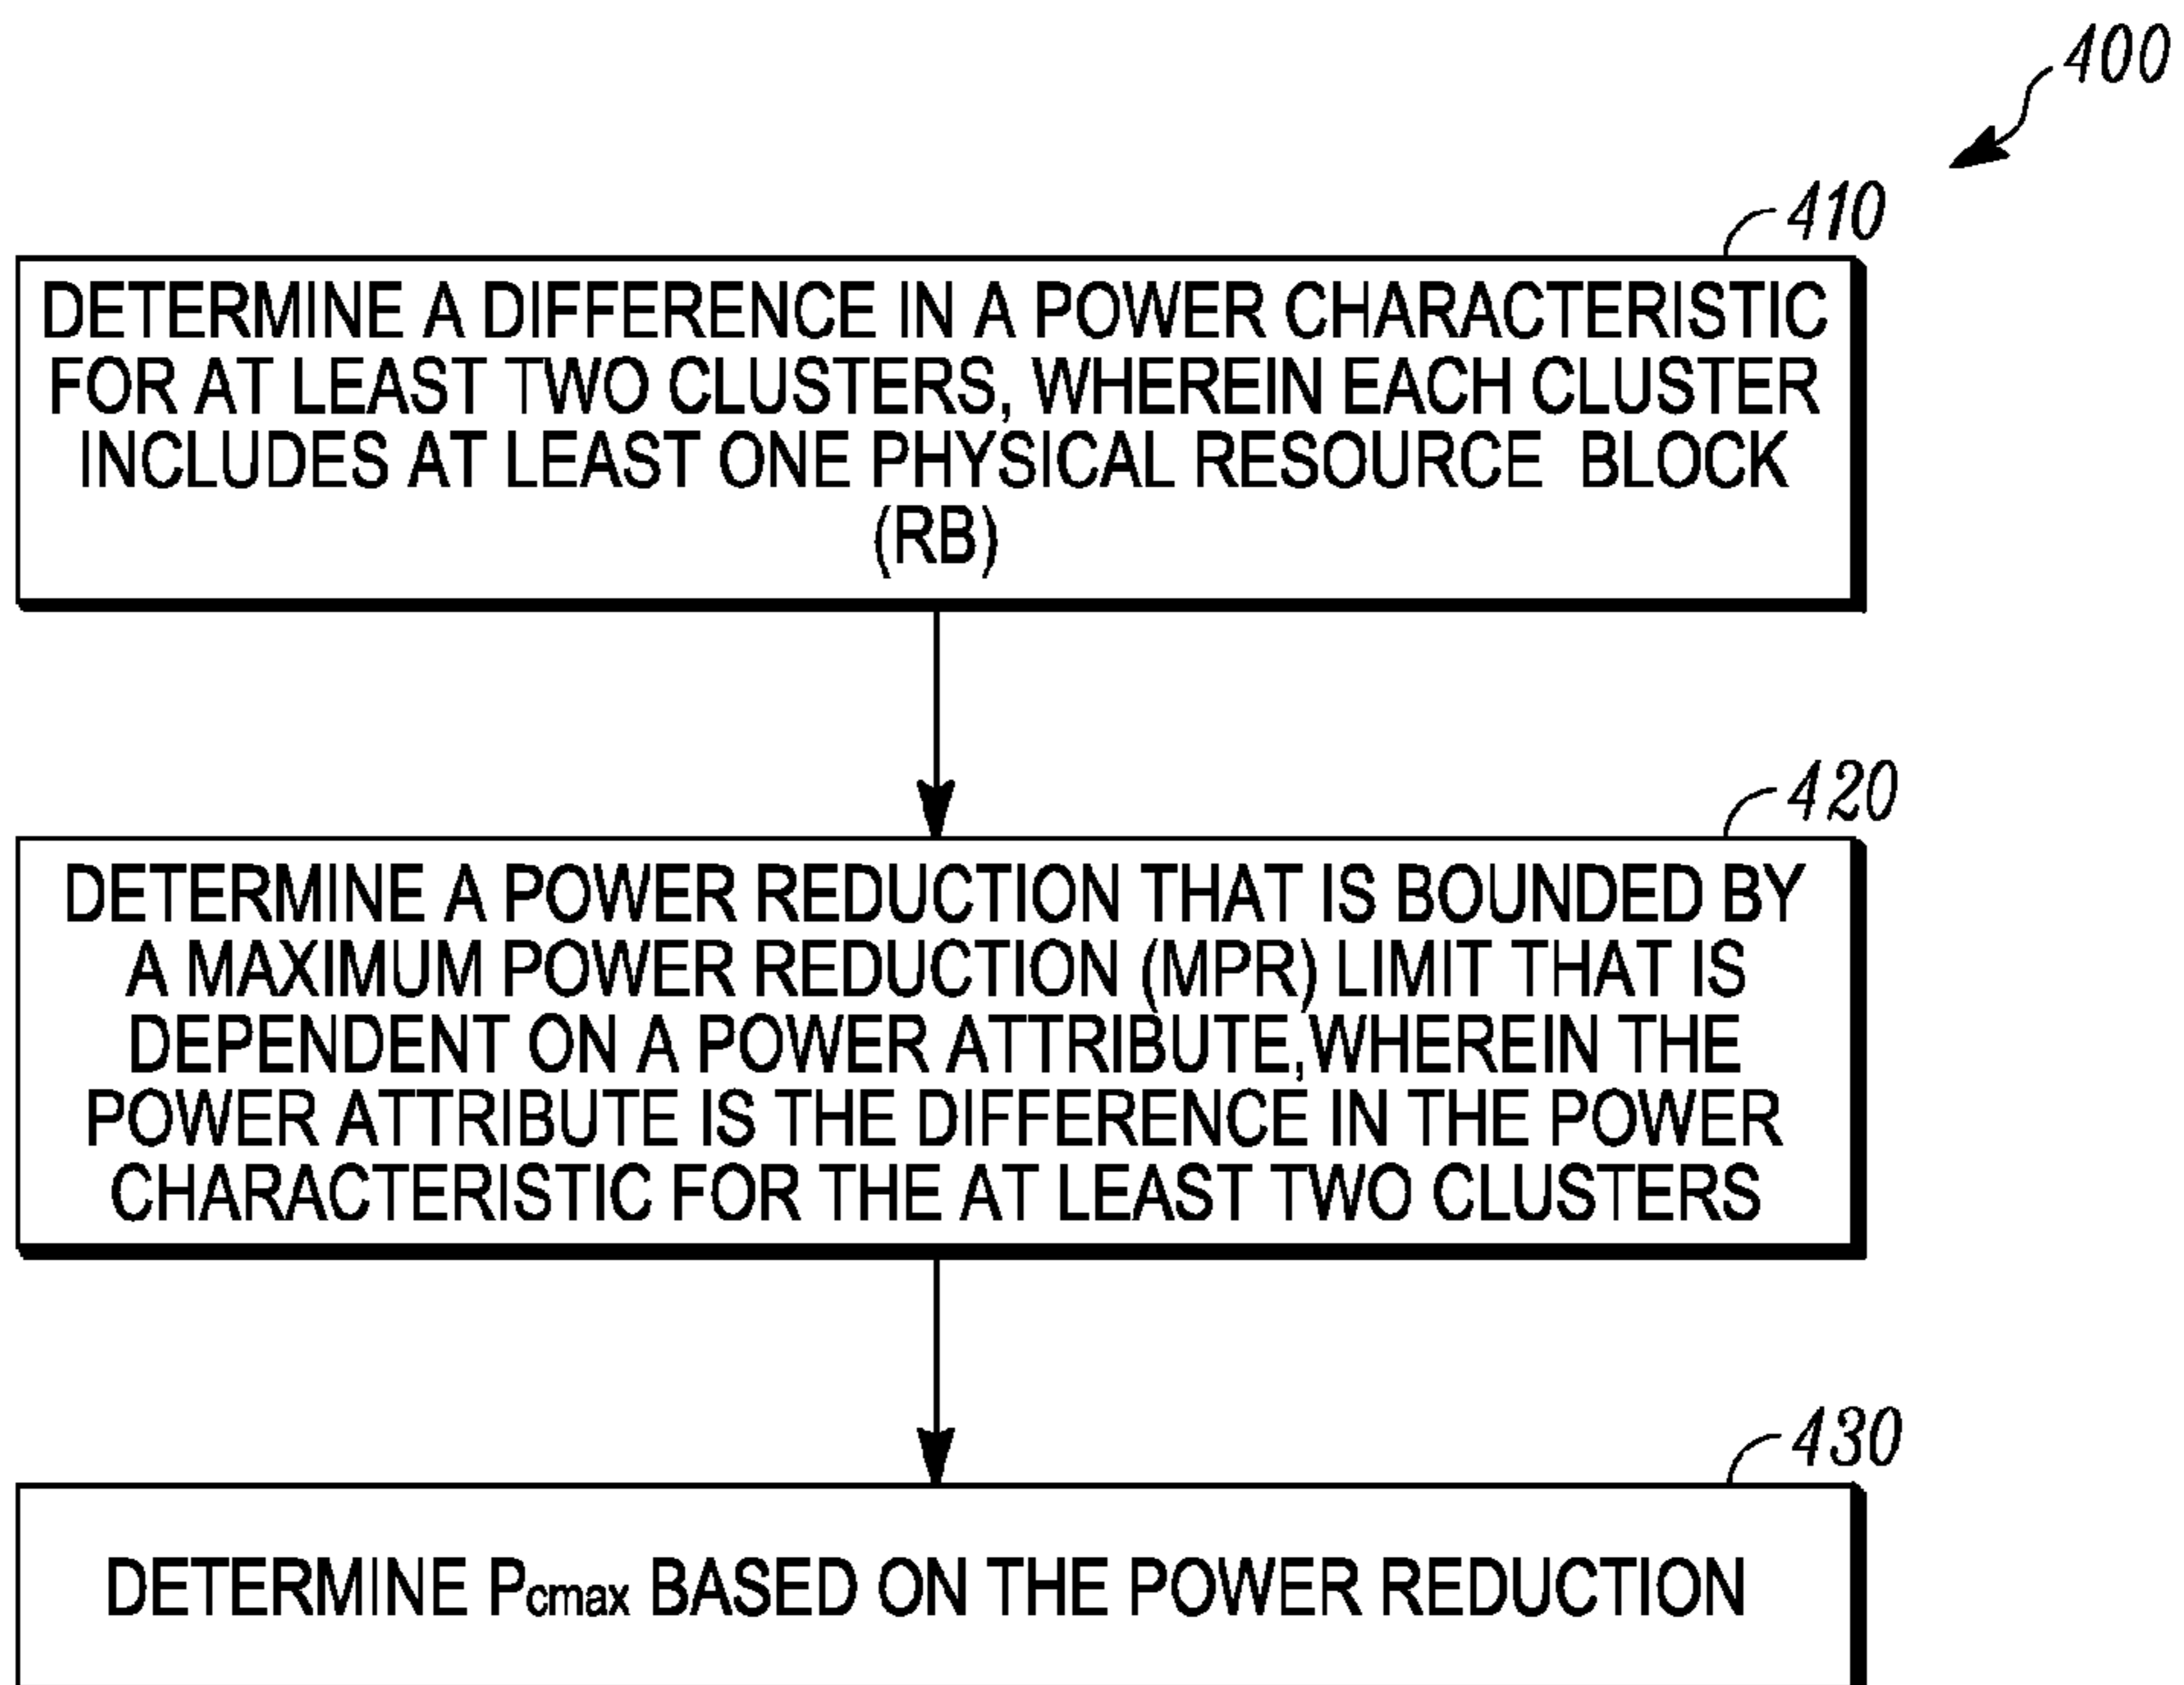 400
410
DETERMINE A DIFFERENCE IN A POWER CHARACTERISTIC
FOR AT LEAST TWO CLUSTERS, WHEREIN EACH CLUSTER
INCLUDES AT LEAST ONE PHYSICAL RESOURCE BLOCK
(RB)
420
DETERMINE A POWER REDUCTION THAT IS BOUNDED BY
A MAXIMUM POWER REDUCTION (MPR) LIMIT THAT IS
DEPENDENT ON A POWER ATTRIBUTE,WHEREIN THE
POWER ATTRIBUTE IS THE DIFFERENCE IN THE POWER
CHARACTERISTIC FOR THE AT LEAST TWO CLUSTERS
430
DETERMINE Pcmax BASED ON THE POWER REDUCTION